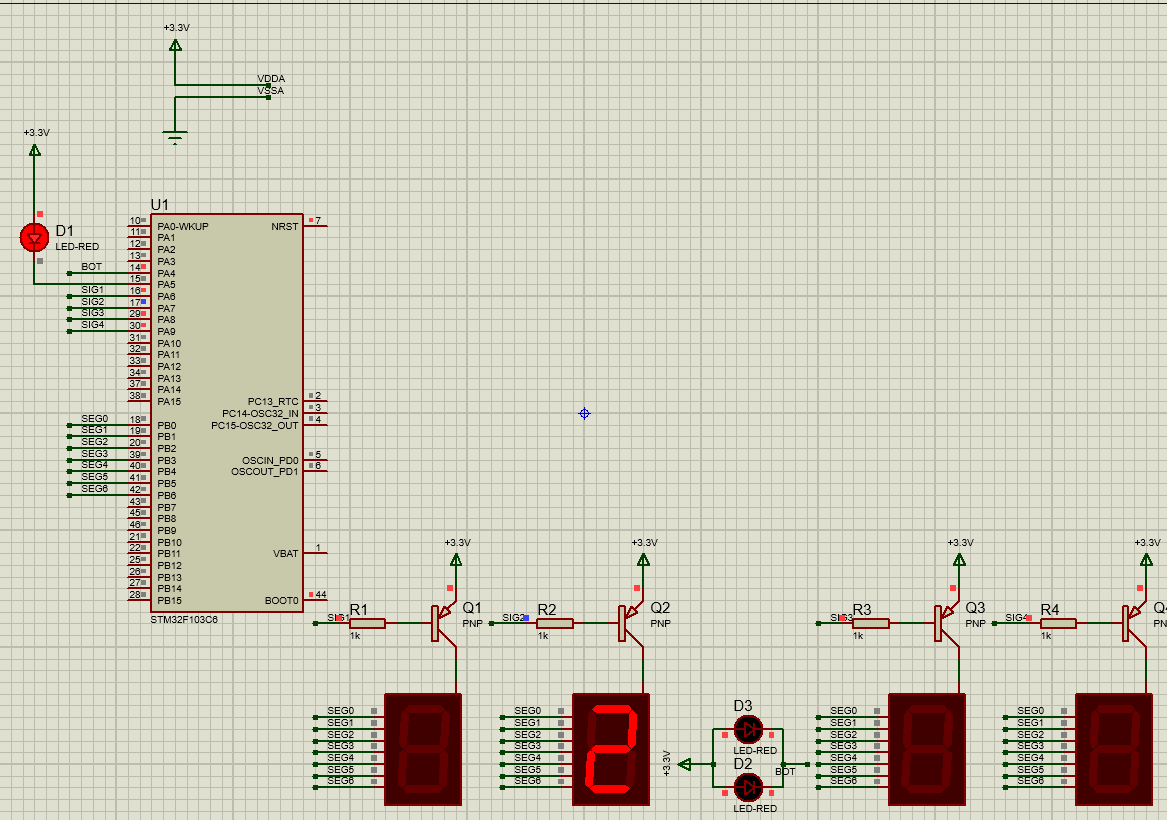 +3.3V
VDDA
VSSA
+3.3V
D1
LED-RED
U1
10 PA0-WKUP NRST 7
11 PA1
12 PA2
13 PA3
BOT 14 PA4
15 PA5
SIG1 16 PA6
SIG2 17 PA7
SIG3 29 PA8
SIG4 30 PA9
31 PA10
32 PA11
33 PA12
34 PA13
37 PA14
38 PA15 PC13_RTC 2
PC14-OSC32_IN 3
SEG0 18 PB0 PC15-OSC32_OUT 4
SEG1 19 PB1
SEG2 20 PB2
SEG3 39 PB3 OSCIN_PD0 5
SEG4 40 PB4 OSCOUT_PD1 6
SEG5 41 PB5
SEG6 42 PB6
43 PB7
45 PB8
46 PB9
21 PB10
22 PB11 VBAT 1
25 PB12
26 PB13
27 PB14
28 PB15 BOOT0 44
STM32F103C6
+3.3V +3.3V +3.3V +3.3V
SIG1 R1 Q1 SIG2 R2 Q2 SIG3 R3 Q3 SIG4 R4
1k PNP 1k PNP 1k PNP 1k
SEG0 SEG0 SEG0 SEG0
SEG1 SEG1 SEG1 SEG1
SEG2 SEG2 SEG2 SEG2
SEG3 SEG3 SEG3 SEG3
SEG4 SEG4 SEG4 SEG4
SEG5 SEG5 SEG5 SEG5
SEG6 SEG6 SEG6 SEG6
2
D3
LED-RED
D2
+3.3V
BOT
LED-RED